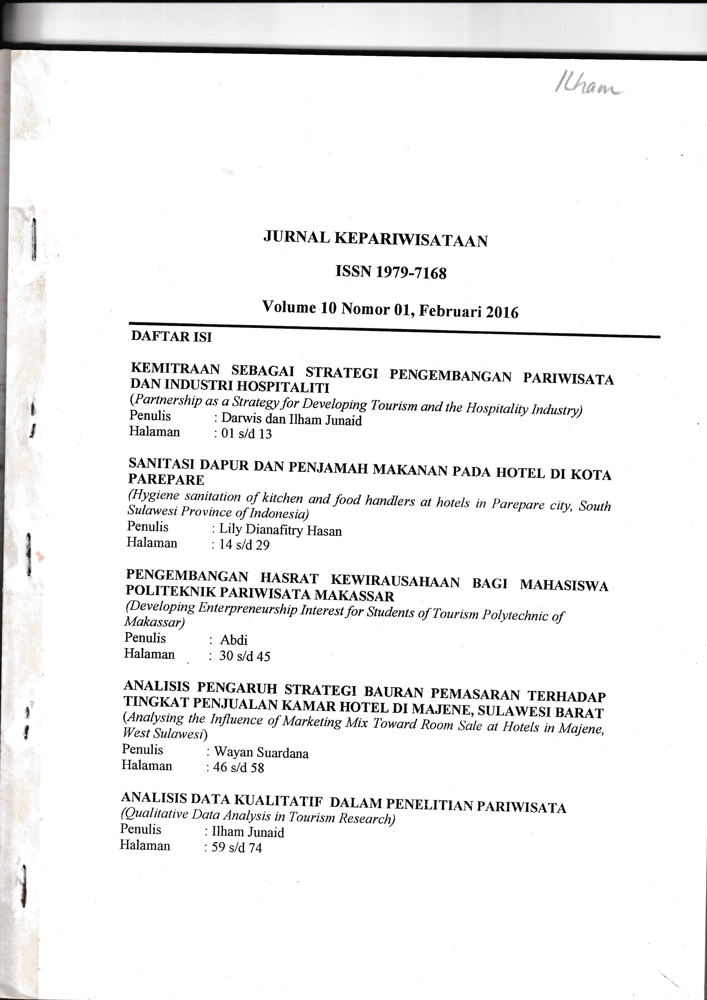 Ilham
JURNAL KEPARIWISATAAN
ISSN 1979-7168
Volume 10 Nomor 01, Februari 2016
DAFTAR ISI
KEMITRAAN SEBAGAI STRATEGI PENGEMBANGAN PARIWISATA
DAN INDUSTRI HOSPITALITI
(Partnership as a Strategy for Developing Tourism and the Hospitality Industry)
Penulis : Darwis dan Ilham Junaid
Halaman : 01 s/d 13
SANITASI DAPUR DAN PENJAMAH MAKANAN PADA HOTEL DI KOTA
PAREPARE
(Hygiene sanitation of kitchen and food handlers at hotels in Parepare city, South
Sulawesi Province of Indonesia)
Penulis : Lily Dianafitry Hasan
Halaman : 14 s/d 29
PENGEMBANGAN HASRAT KEWIRAUSAHAAN BAGI MAHASISWA
POLITEKNIK PARIWISATA MAKASSAR
(Developing Enterpreneurship Interest for Students of Tourism Polytechnic of
Makassar)
Penulis : Abdi
Halaman : 30 s/d 45
ANALISIS PENGARUH STRATEGI BAURAN PEMASARAN TERHADAP
TINGKAT PENJUALAN KAMAR HOTEL DI MAJENE, SULAWESI BARAT
(Analysing the Influence of Marketing Mix Toward Room Sale at Hotels in Majene,
West Sulawesi)
Penulis : Wayan Suardana
Halaman : 46 s/d 58
ANALISIS DATA KUALITATIF DALAM PENELITIAN PARIWISATA
(Qualitative Data Analysis in Tourism Research)
Penulis : Ilham Junaid
Halaman : 59 s/d 74